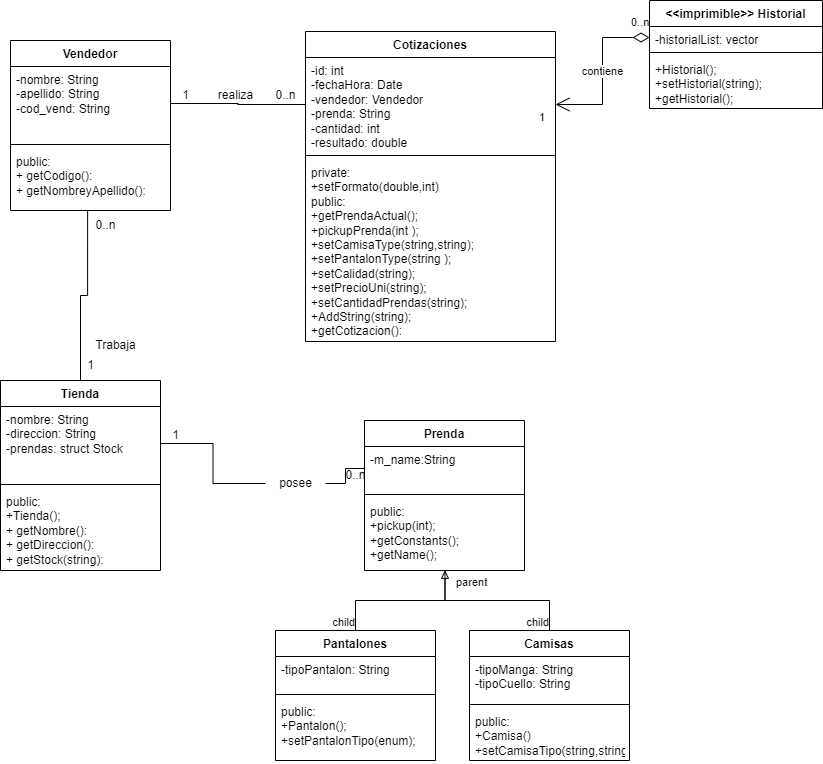 <<imprimible>> Historial
-historialList: vector
+Historial();
+setHistorial(string);
+getHistorial();
0..n
contiene
1
Cotizaciones
-id: int
-fechaHora: Date
-vendedor: Vendedor
-prenda: String
-cantidad: int
-resultado: double
private:
+setFormato(double,int)
public:
+getPrendaActual();
+pickupPrenda(int );
+setCamisaType(string,string);
+setPantalonType(string );
+setCalidad(string);
+setPrecioUni(string);
+setCantidadPrendas(string);
+AddString(string);
+getCotizacion():
Vendedor
-nombre: String
-apellido: String
-cod_vend: String
public:
+ getCodigo():
+ getNombreyApellido():
1
realiza
0..n
0..n
Trabaja
1
Tienda
-nombre: String
-direccion: String
-prendas: struct Stock
public:
+Tienda();
+ getNombre():
+ getDireccion():
+ getStock(string):
1
posee
0..n
Prenda
-m_name:String
public:
+pickup(int);
+getConstants();
+getName();
parent
child
child
Pantalones
-tipoPantalon: String
public:
+Pantalon();
+setPantalonTipo(enum);
Camisas
-tipoManga: String
-tipoCuello: String
public:
+Camisa()
+setCamisaTipo(string,string